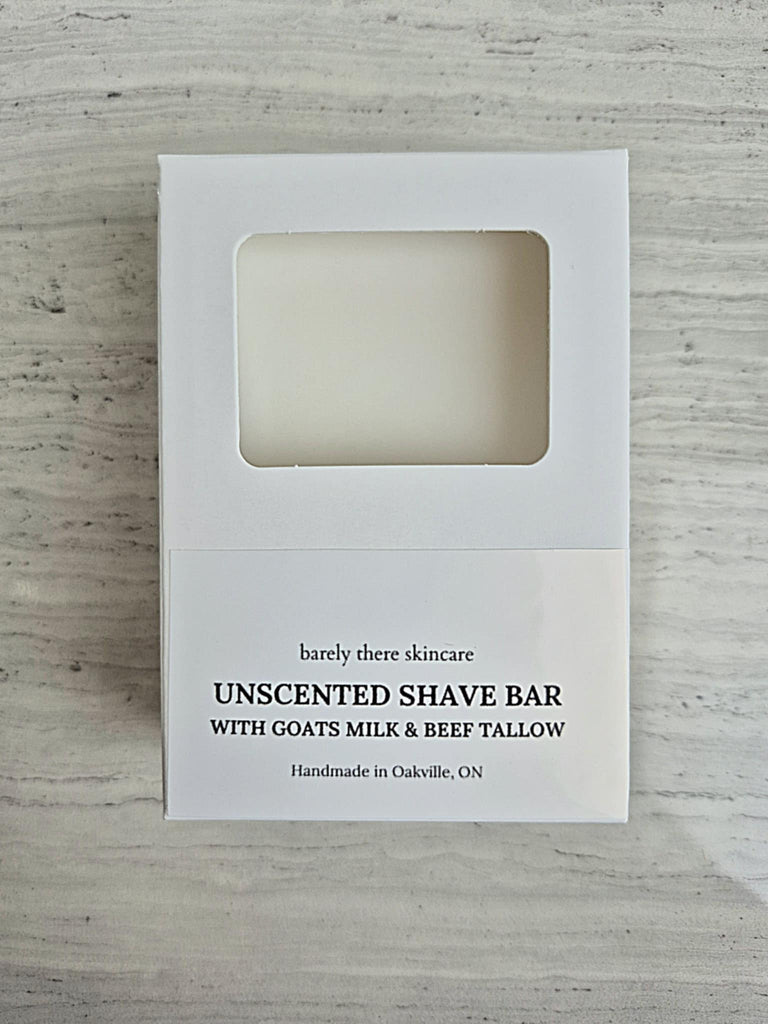 barely there skincare
UNSCENTED SHAVE BAR
WITH GOATS MILK & BEEF TALLOW
Handmade in Oakville, ON